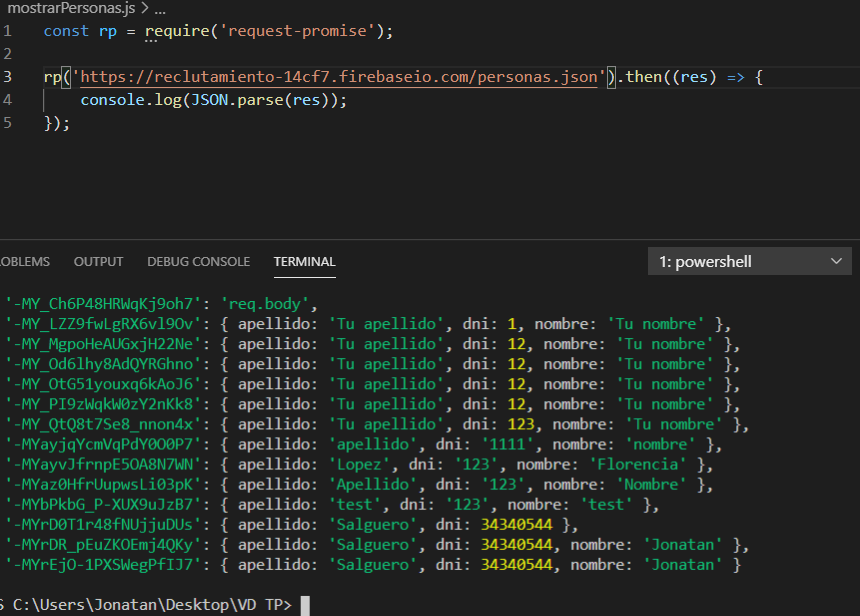 mostrarPersonas.js > ...
1 const rp = require('request-promise');
2
3 rp('https://reclutamiento-14cf7.firebaseio.com/personas.json').then((res) => {
4 console.log(JSON.parse(res));
5 });
OBLEMS OUTPUT DEBUG CONSOLE TERMINAL 1: powershell
'-MY_Ch6P48HRWqKj9oh7': 'req.body',
'-MY_LZZ9fwLgRX6vl9Ov': { apellido: 'Tu apellido', dni: 1, nombre: 'Tu nombre' },
'-MY_MgpoHeAUGxjH22Ne': { apellido: 'Tu apellido', dni: 12, nombre: 'Tu nombre' },
'-MY_Od6lhy8AdQYRGhno': { apellido: 'Tu apellido', dni: 12, nombre: 'Tu nombre' },
'-MY_OtG51youxq6kAoJ6': { apellido: 'Tu apellido', dni: 12, nombre: 'Tu nombre' },
'-MY_PI9zWqkW0zY2nKk8': { apellido: 'Tu apellido', dni: 12, nombre: 'Tu nombre' },
'-MY_QtQ8t7Se8_nnon4x': { apellido: 'Tu apellido', dni: 123, nombre: 'Tu nombre' },
'-MYayjqYcmVqPdY0O0P7': { apellido: 'apellido', dni: '1111', nombre: 'nombre' },
'-MYayvJfrnpE5OA8N7WN': { apellido: 'Lopez', dni: '123', nombre: 'Florencia' },
'-MYaz0HfrUupwsLi03pK': { apellido: 'Apellido', dni: '123', nombre: 'Nombre' },
'-MYbPkbG_P-XUX9uJzB7': { apellido: 'test', dni: '123', nombre: 'test' },
'-MYrD0T1r48fNUjjuDUs': { apellido: 'Salguero', dni: 34340544 },
'-MYrDR_pEuZKOEmj4QKy': { apellido: 'Salguero', dni: 34340544, nombre: 'Jonatan' },
'-MYrEjO-1PXSWegPfIJ7': { apellido: 'Salguero', dni: 34340544, nombre: 'Jonatan' }
S C:\Users\Jonatan\Desktop\VD TP>